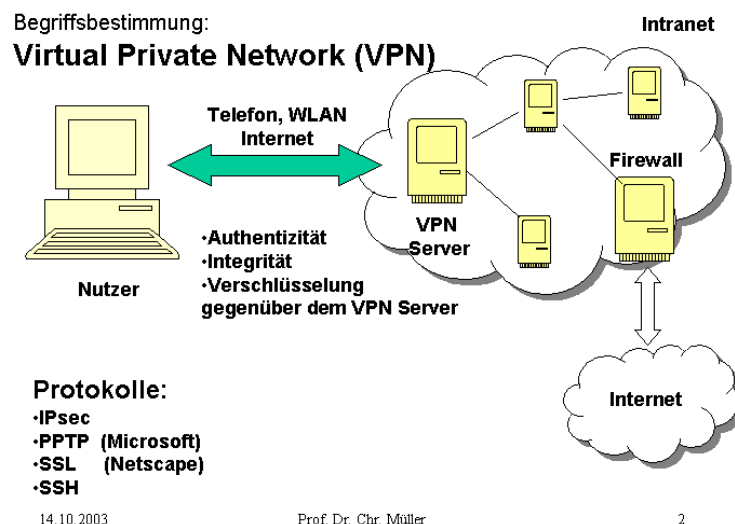 Begriffsbestimmung:
Virtual Private Network (VPN)
Intranet
Telefon, WLAN
Internet
Firewall
VPN
Server
Nutzer
•Authentizität
•Integrität
•Verschlüsselung
gegenüber dem VPN Server
Internet
Protokolle:
•IPsec
•PPTP (Microsoft)
•SSL (Netscape)
•SSH
14.10.2003
Prof. Dr. Chr. Müller
2